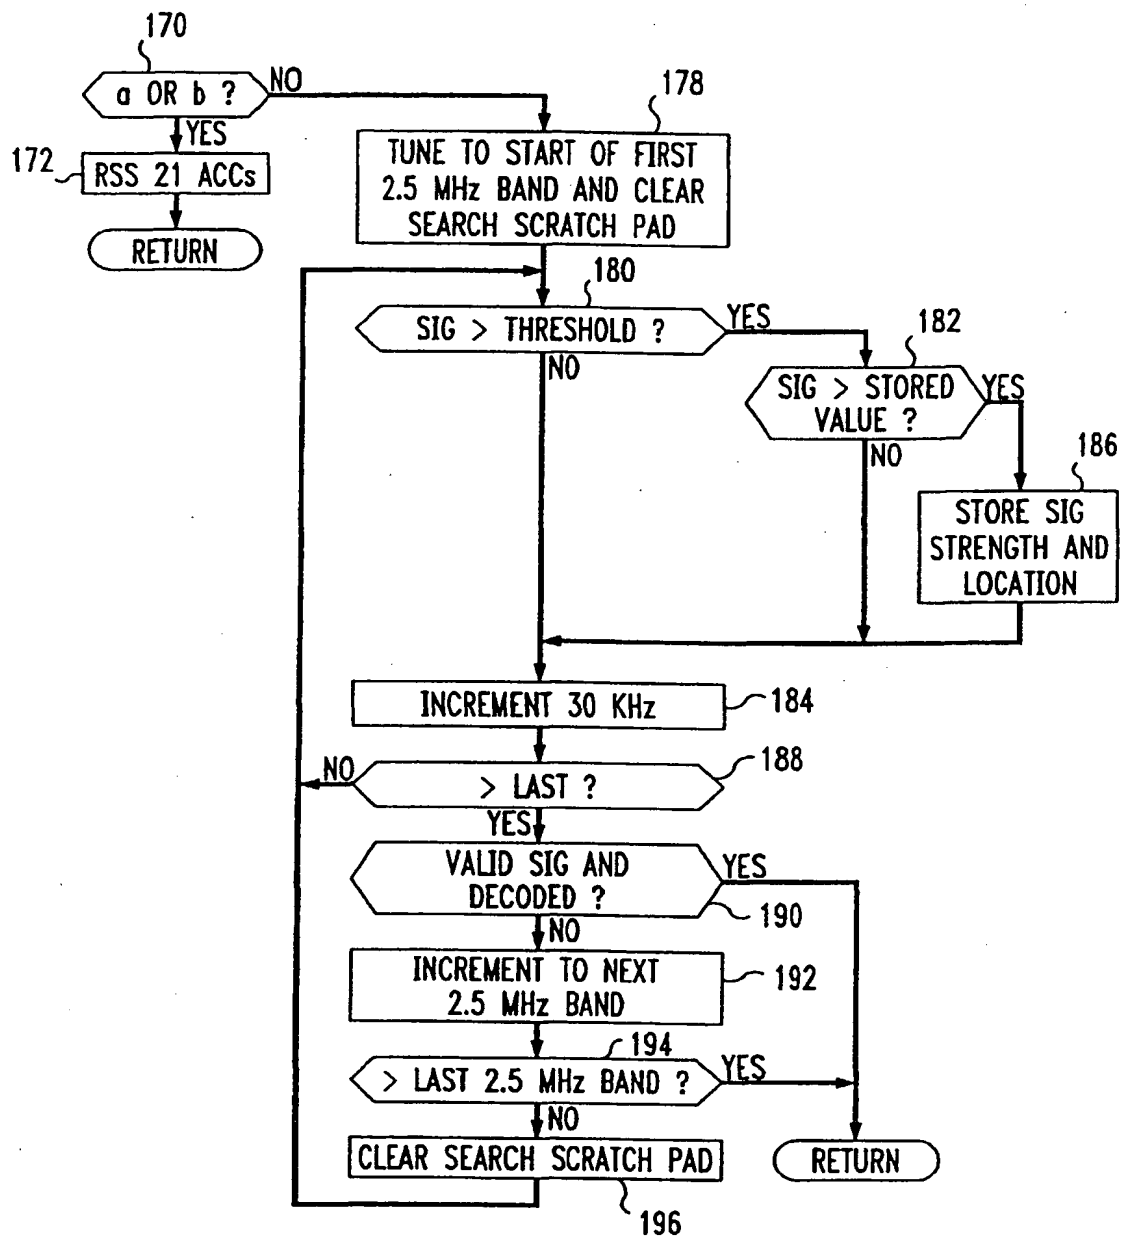 170
a OR b ?
NO
YES
172
RSS 21 ACCs
RETURN
178
TUNE TO START OF FIRST
2.5 MHz BAND AND CLEAR
SEARCH SCRATCH PAD
180
SIG > THRESHOLD ?
YES
NO
182
SIG > STORED
VALUE ?
YES
NO
186
STORE SIG
STRENGTH AND
LOCATION
INCREMENT 30 KHz
184
> LAST ?
188
NO
YES
VALID SIG AND
DECODED ?
YES
190
NO
INCREMENT TO NEXT
2.5 MHz BAND
192
194
> LAST 2.5 MHz BAND ?
YES
NO
CLEAR SEARCH SCRATCH PAD
196
RETURN